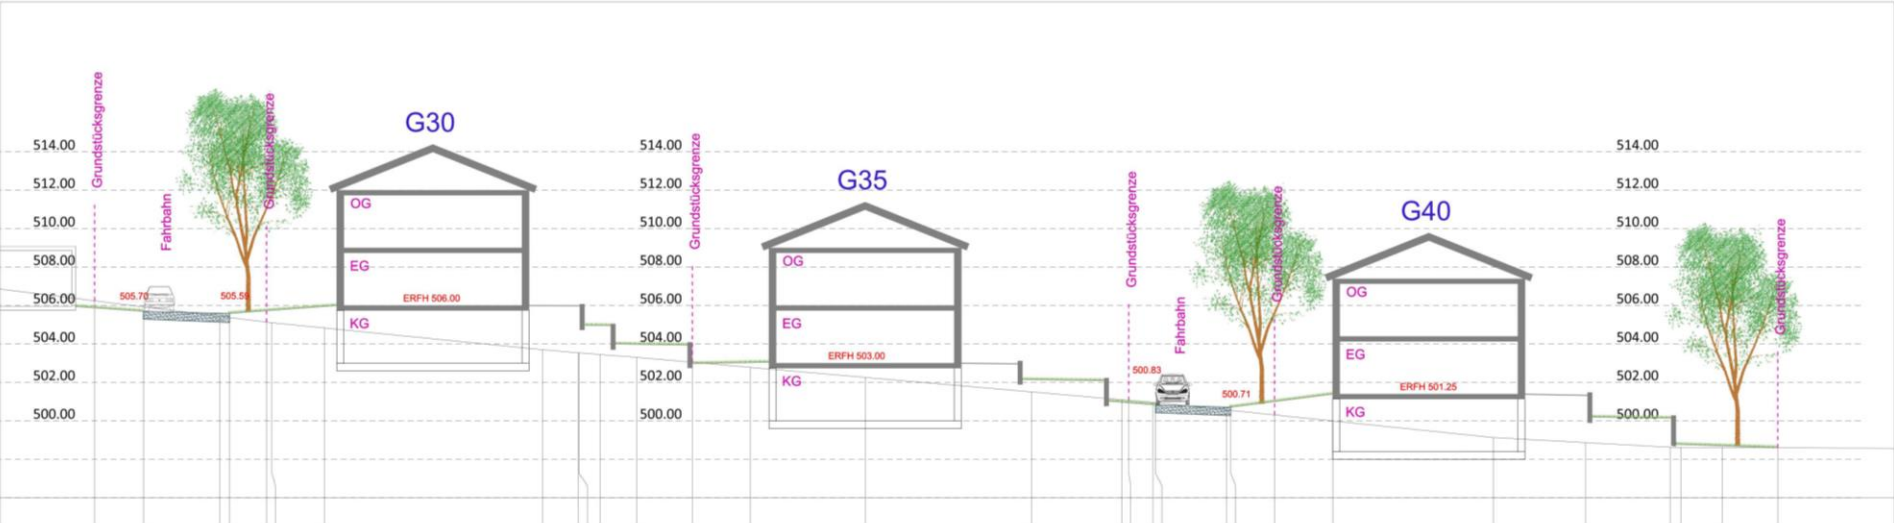 Grundstücksgrenze
Fahrbahn
Grundstücksgrenze
G30
OG
EG
ERFH 506.00
KG
505.70
505.59
514.00
512.00
510.00
508.00
506.00
504.00
502.00
500.00
514.00
512.00
510.00
508.00
506.00
504.00
502.00
500.00
Grundstücksgrenze
G35
OG
EG
ERFH 503.00
KG
Grundstücksgrenze
Fahrbahn
500.83
500.71
Grundstücksgrenze
G40
OG
EG
ERFH 501.25
KG
514.00
512.00
510.00
508.00
506.00
504.00
502.00
500.00
Grundstücksgrenze